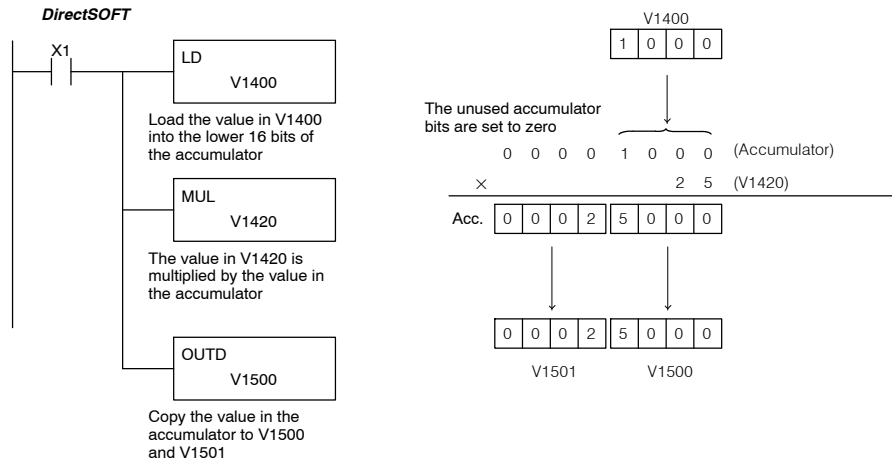 DirectSOFT
X1
LD
V1400
Load the value in V1400
into the lower 16 bits of
the accumulator
MUL
V1420
The value in V1420 is
multiplied by the value in
the accumulator
OUTD
V1500
Copy the value in the
accumulator to V1500
and V1501
V1400
1 0 0 0
The unused accumulator
bits are set to zero
0 0 0 0 1 0 0 0 (Accumulator)
× 2 5 (V1420)
Acc. 0 0 0 2 5 0 0 0
0 0 0 2 5 0 0 0
V1501 V1500